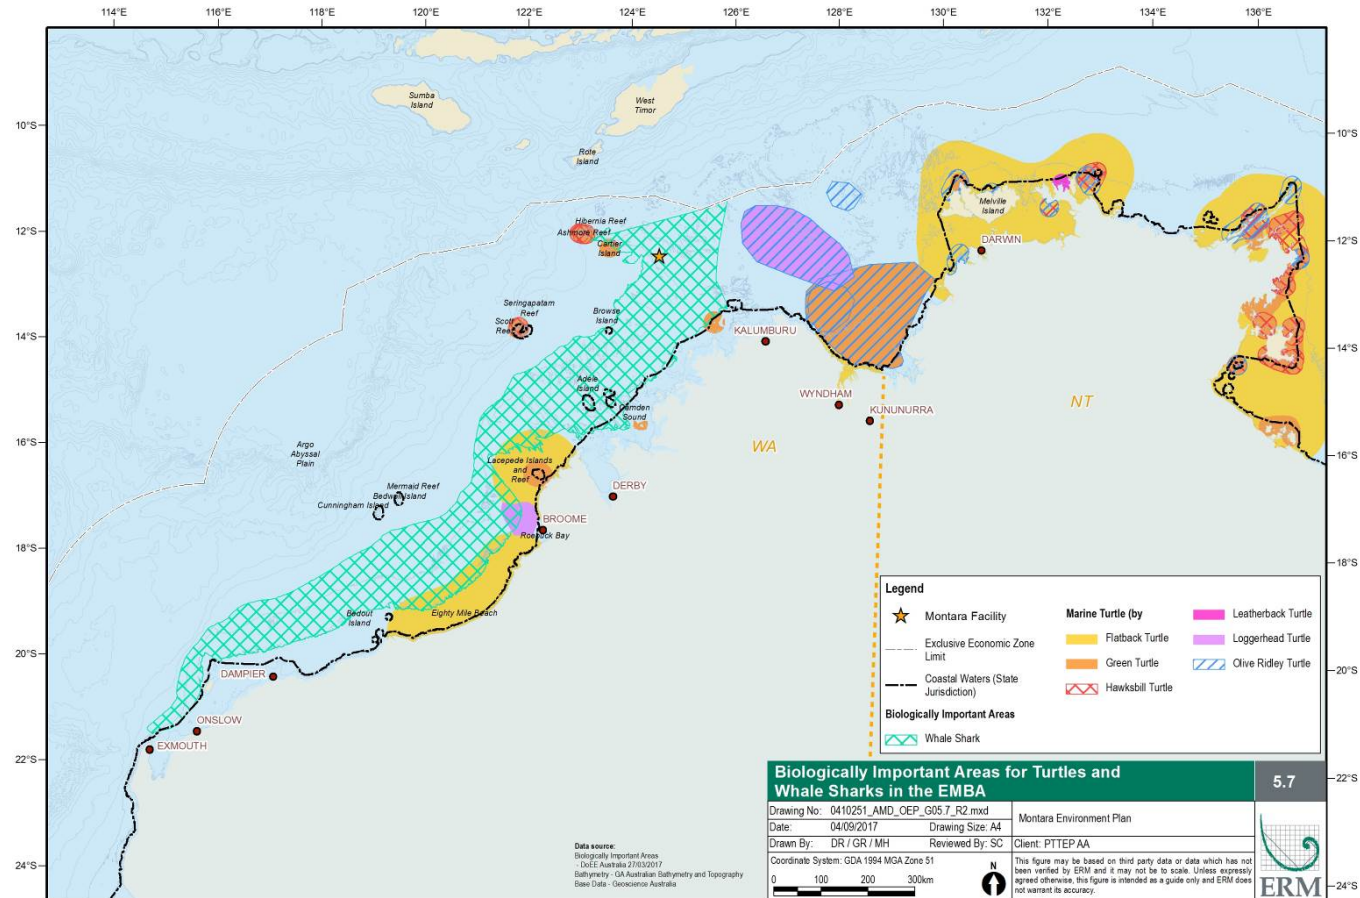 114°E 116°E 118°E 120°E 122°E 124°E 126°E 128°E 130°E 132°E 134°E 136°E
Sumba
Island
West
Timor
10°S
10°S
Rote
Island
Melville
Island
12°S
12°S
Hibernia Reef
Ashmore Reef
Cartier
Island
DARWIN
Seringapatam
Reef
Scott
Reef
Browse
Island
14°S
14°S
KALUMBURU
Adele
Island
Camden
Sound
WYNDHAM
KUNUNURRA
NT
WA
16°S
16°S
Argo
Abyssal
Plain
Lacepede Islands
and
Reef
Mermaid Reef
Bedwell Island
Cunningham Island
DERBY
BROOME
Roebuck Bay
18°S
18°S
Bedout
Island
Eighty Mile Beach
20°S
20°S
DAMPIER
ONSLOW
EXMOUTH
22°S
22°S
24°S
24°S
Legend
Montara Facility
Exclusive Economic Zone
Limit
Coastal Waters (State
Jurisdiction)
Biologically Important Areas
Whale Shark
Marine Turtle (by
Flatback Turtle
Green Turtle
Hawksbill Turtle
Leatherback Turtle
Loggerhead Turtle
Olive Ridley Turtle
Biologically Important Areas for Turtles and
Whale Sharks in the EMBA
5.7
Drawing No: 0410251_AMD_OEP_G05.7_R2.mxd
Date: 04/09/2017 Drawing Size: A4
Drawn By: DR / GR / MH Reviewed By: SC
Montara Environment Plan
Client: PTTEP AA
Coordinate System: GDA 1994 MGA Zone 51
0 100 200 300km
N
This figure may be based on third party data or data which has not
been verified by ERM and it may not be to scale. Unless expressly
agreed otherwise, this figure is intended as a guide only and ERM does
not warrant its accuracy.
ERM
Data source:
Biologically Important Areas
- DoEE Australia 27/03/2017
Bathymetry - GA Australian Bathymetry and Topography
Base Data - Geoscience Australia